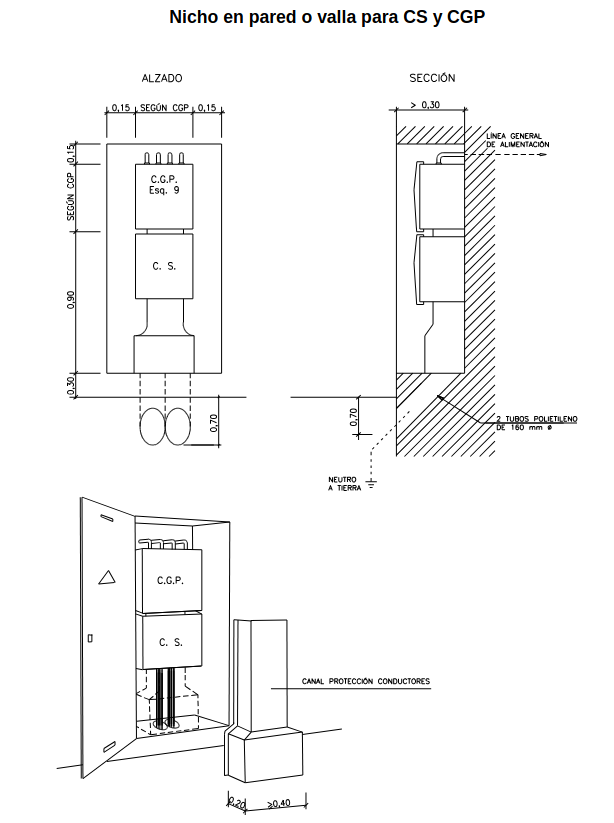 Nicho en pared o valla para CS y CGP
ALZADO
SECCIÓN
0,15 SEGÚN CGP 0,15
> 0,30
LÍNEA GENERAL
DE ALIMENTACIÓN
0,15
SEGÚN CGP
C.G.P.
Esq. 9
C. S.
0,90
0,30
0,70
0,70
2 TUBOS POLIETILENO
DE 160 mm ø
NEUTRO
A TIERRA
C.G.P.
C. S.
CANAL PROTECCIÓN CONDUCTORES
0,20
≥0,40